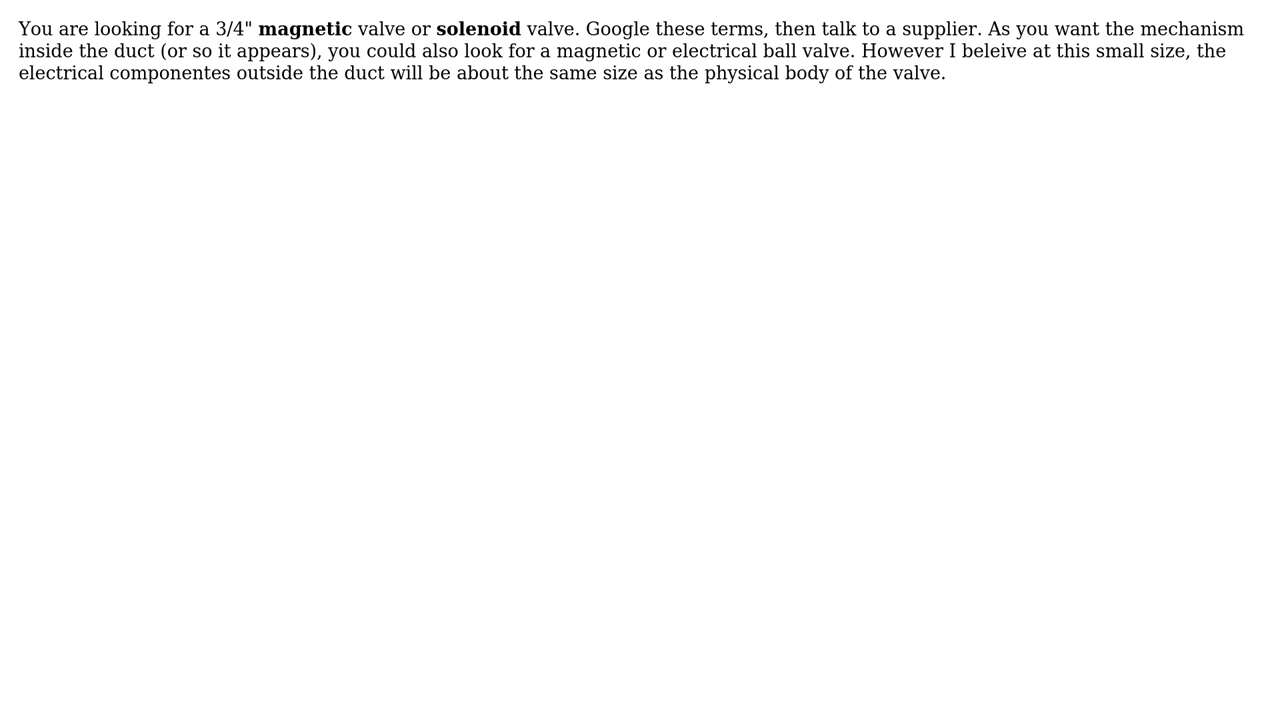 You are looking for a 3/4" magnetic valve or solenoid valve. Google these terms, then talk to a supplier. As you want the mechanism
inside the duct (or so it appears), you could also look for a magnetic or electrical ball valve. However I beleive at this small size, the
electrical componentes outside the duct will be about the same size as the physical body of the valve.